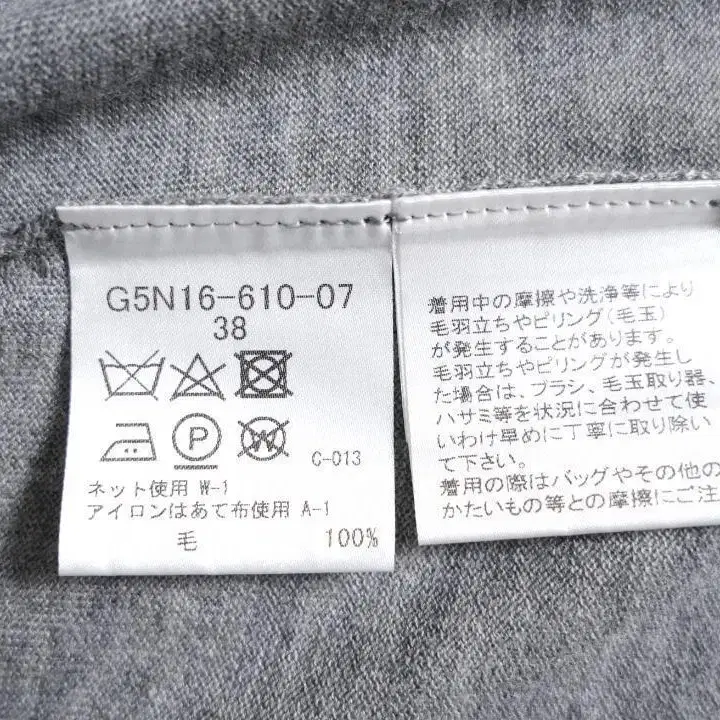 G5N16-610-07
38
P
W
C-013
ネット使用 W-1
アイロンはあて布使用 A-1
毛 100%
着用中の摩擦や洗浄等により
毛羽立ちやピリング(毛玉)
が発生することがあります。
毛羽立ちやピリングが発生し
た場合は、ブラシ、毛玉取り器、
ハサミ等を状況に合わせて使
いわけ早めに丁寧に取り除い
て下さい。
着用の際はバッグやその他の
かたいもの等との摩擦にご注